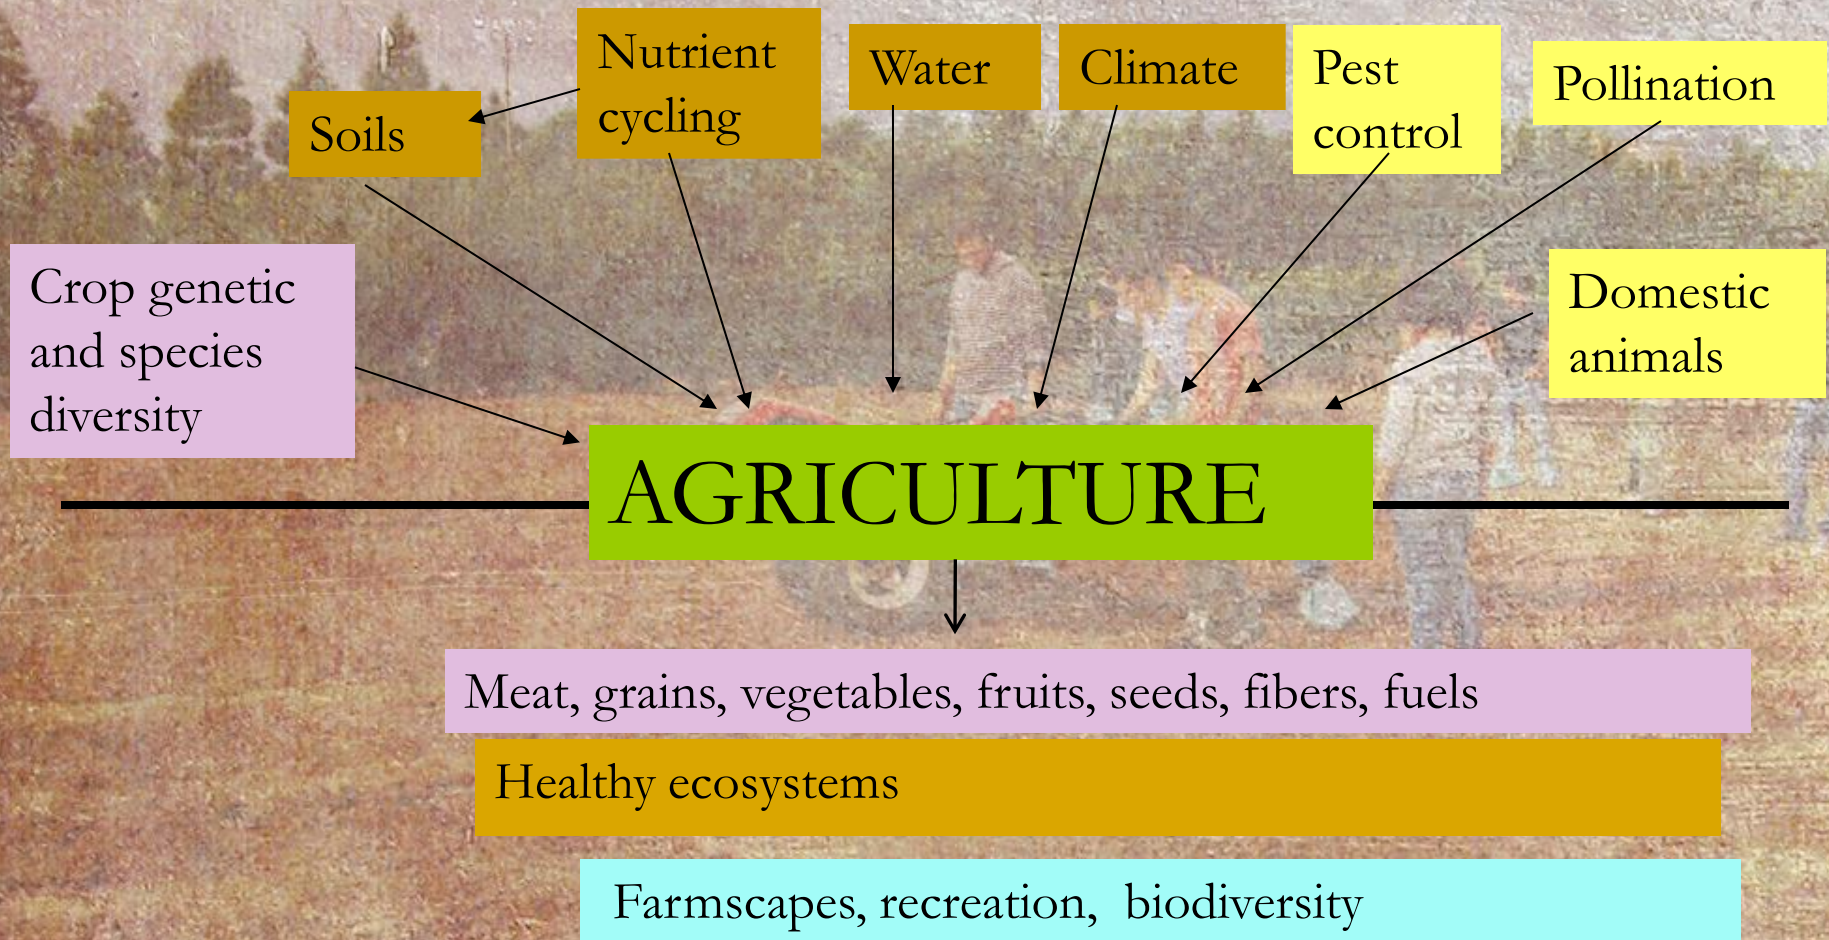 Nutrient
cycling
Water
Climate
Pest
control
Pollination
Soils
Crop genetic
and species
diversity
Domestic
animals
AGRICULTURE
Meat, grains, vegetables, fruits, seeds, fibers, fuels
Healthy ecosystems
Farmscapes, recreation, biodiversity